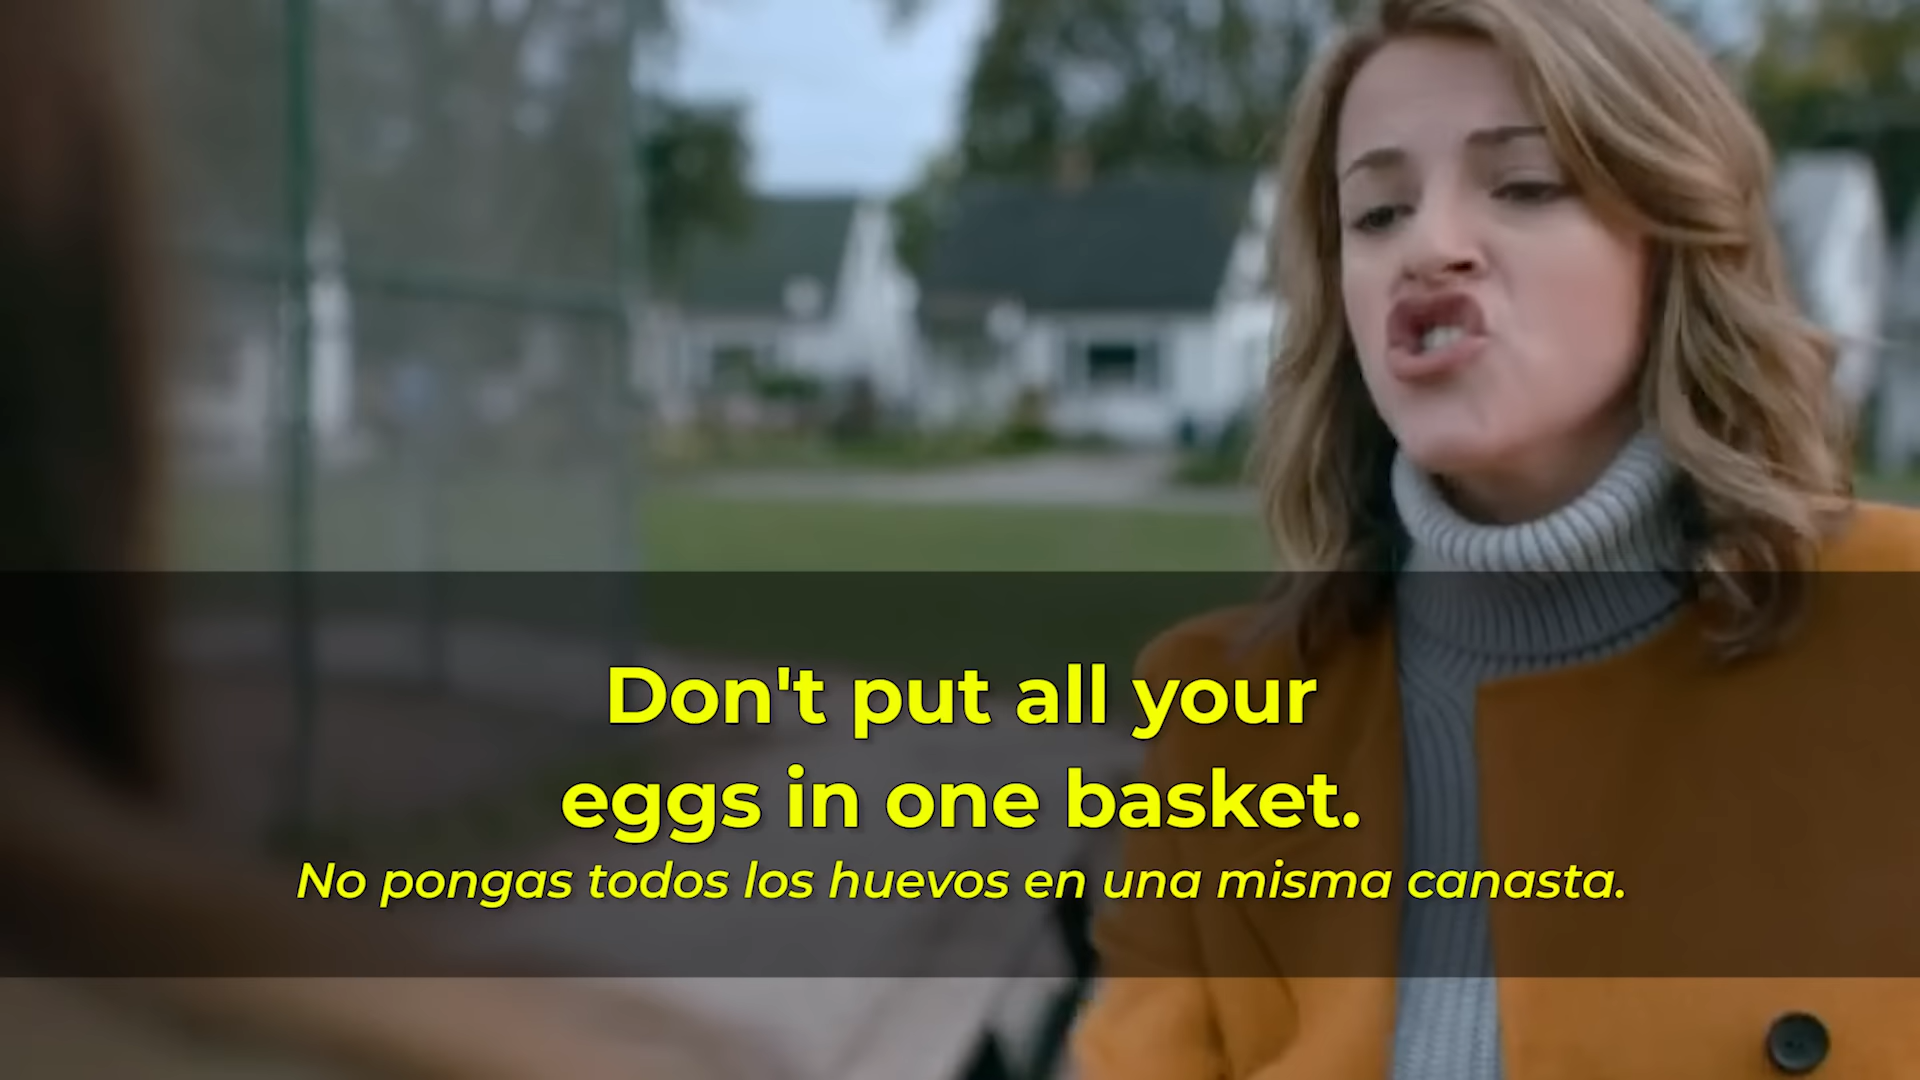 Don't put all your
eggs in one basket.
No pongas todos los huevos en una misma canasta.